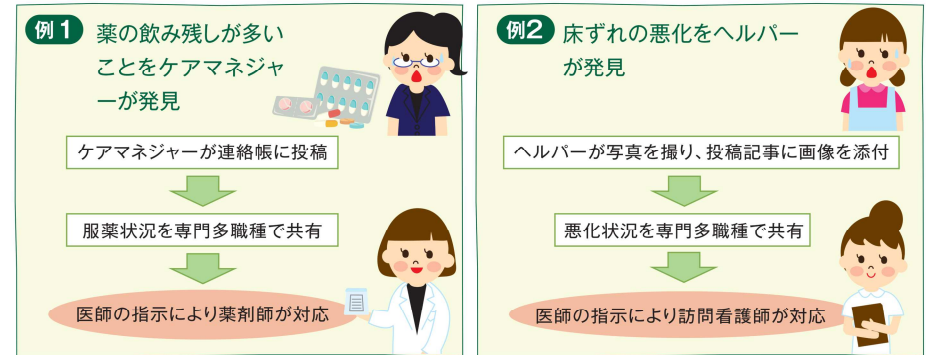 例1
薬の飲み残しが多い
ことをケアマネジャ
ーが発見
ケアマネジャーが連絡帳に投稿
服薬状況を専門多職種で共有
医師の指示により薬剤師が対応
例2
床ずれの悪化をヘルパー
が発見
ヘルパーが写真を撮り、投稿記事に画像を添付
悪化状況を専門多職種で共有
医師の指示により訪問看護師が対応